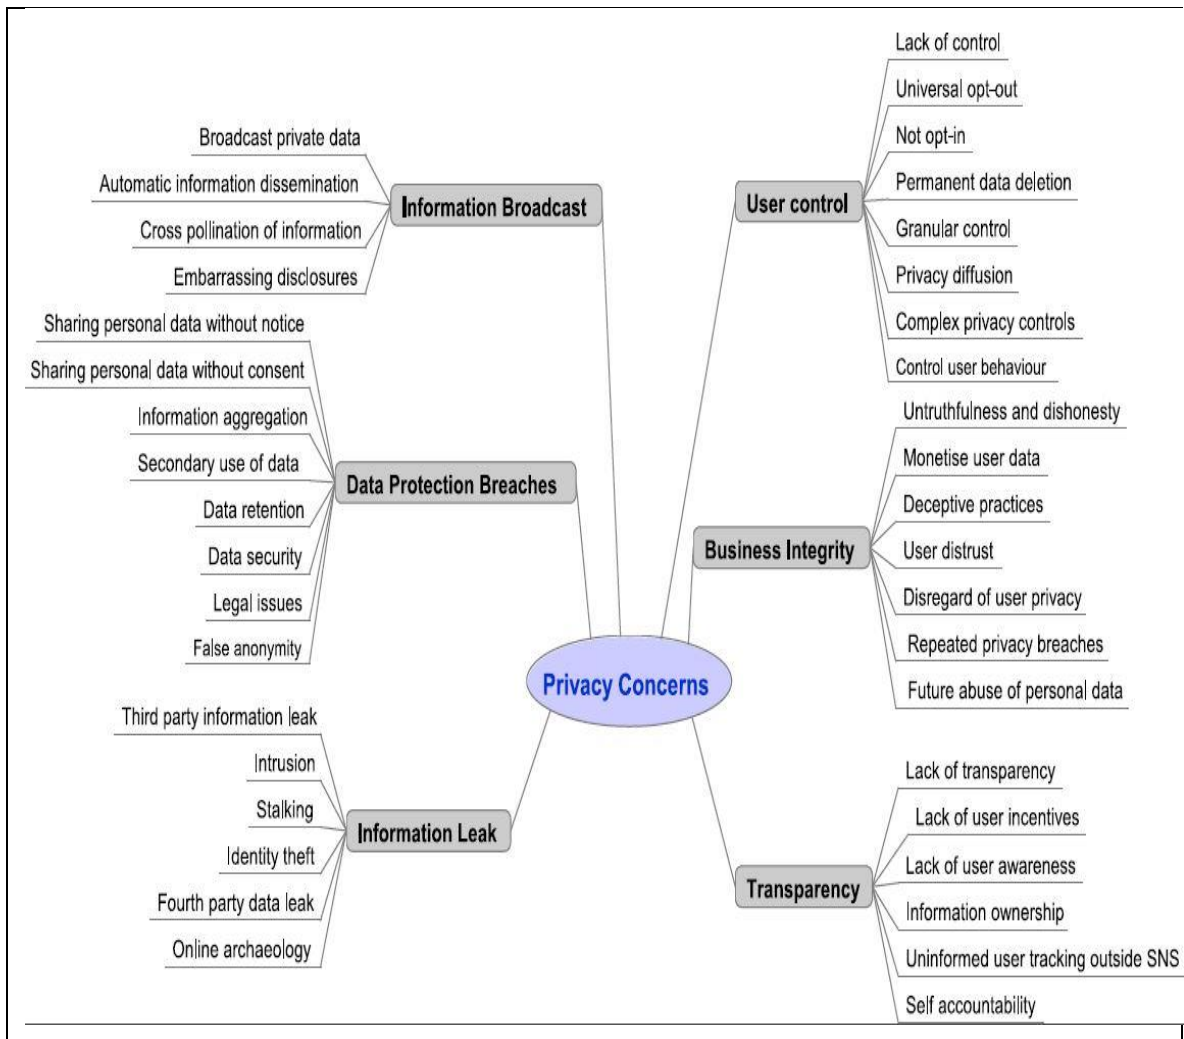 Privacy Concerns
Information Broadcast
Broadcast private data
Automatic information dissemination
Cross pollination of information
Embarrassing disclosures
Data Protection Breaches
Sharing personal data without notice
Sharing personal data without consent
Information aggregation
Secondary use of data
Data retention
Data security
Legal issues
False anonymity
Information Leak
Third party information leak
Intrusion
Stalking
Identity theft
Fourth party data leak
Online archaeology
User control
Lack of control
Universal opt-out
Not opt-in
Permanent data deletion
Granular control
Privacy diffusion
Complex privacy controls
Control user behaviour
Business Integrity
Untruthfulness and dishonesty
Monetise user data
Deceptive practices
User distrust
Disregard of user privacy
Repeated privacy breaches
Future abuse of personal data
Transparency
Lack of transparency
Lack of user incentives
Lack of user awareness
Information ownership
Uninformed user tracking outside SNS
Self accountability